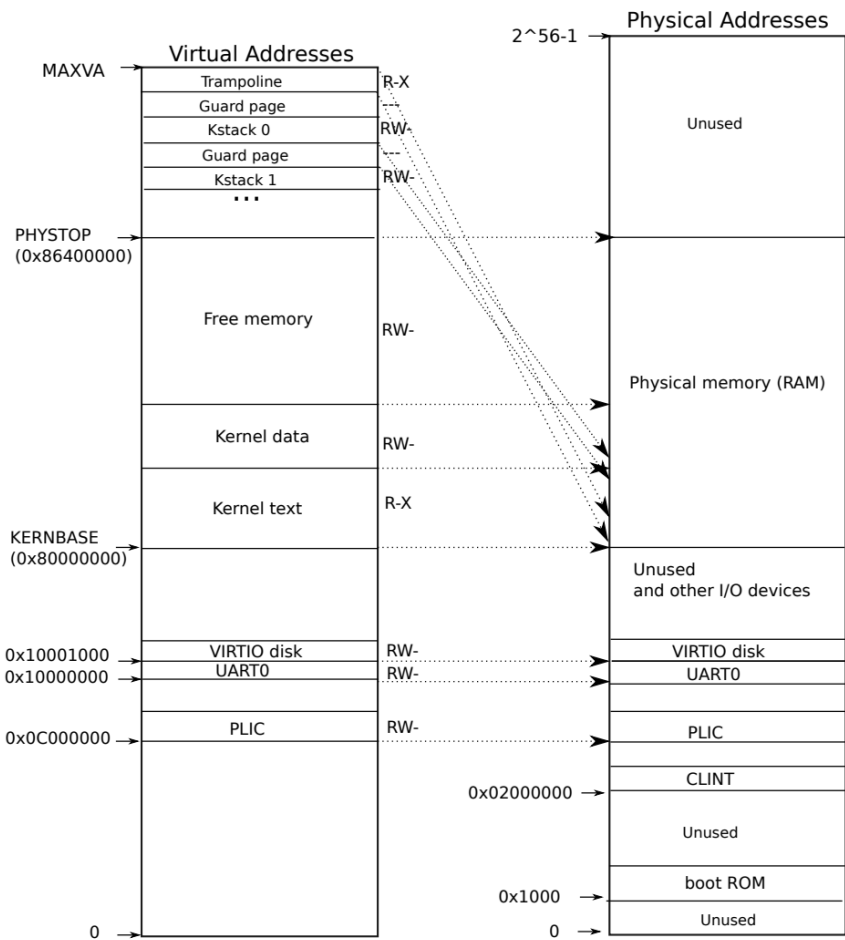 Physical Addresses
2^56-1
Virtual Addresses
MAXVA
Trampoline
R-X
Guard page
---
Kstack 0
RW-
Guard page
---
Kstack 1
RW-
...
Unused
PHYSTOP
(0x86400000)
Free memory
RW-
Physical memory (RAM)
Kernel data
RW-
Kernel text
R-X
KERNBASE
(0x80000000)
Unused
and other I/O devices
0x10001000
VIRTIO disk
RW-
VIRTIO disk
0x10000000
UART0
RW-
UART0
0x0C000000
PLIC
RW-
PLIC
CLINT
0x02000000
Unused
boot ROM
0x1000
Unused
0
0